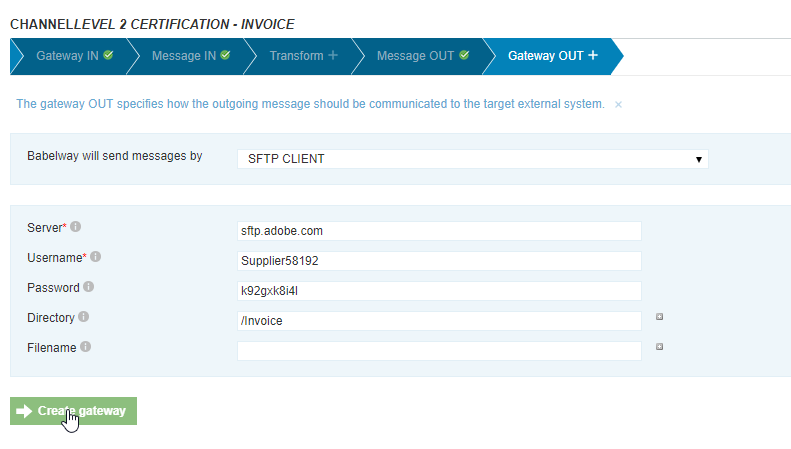 CHANNELLEVEL 2 CERTIFICATION - INVOICE
Gateway IN Message IN Transform + Message OUT Gateway OUT +
The gateway OUT specifies how the outgoing message should be communicated to the target external system. ×
Babelway will send messages by SFTP CLIENT
Server* sftp.adobe.com
Username* Supplier58192
Password k92gxk8i4l
Directory /Invoice
Filename
Create gateway